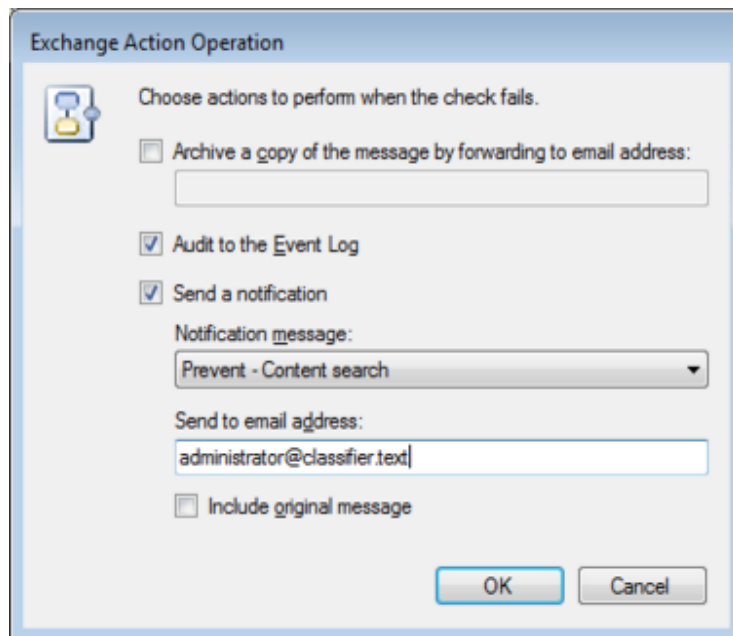 Exchange Action Operation
Choose actions to perform when the check fails.
Archive a copy of the message by forwarding to email address:
Audit to the Event Log
Send a notification
Notification message:
Prevent - Content search
Send to email address:
administrator@classifier.text
Include original message
OK Cancel